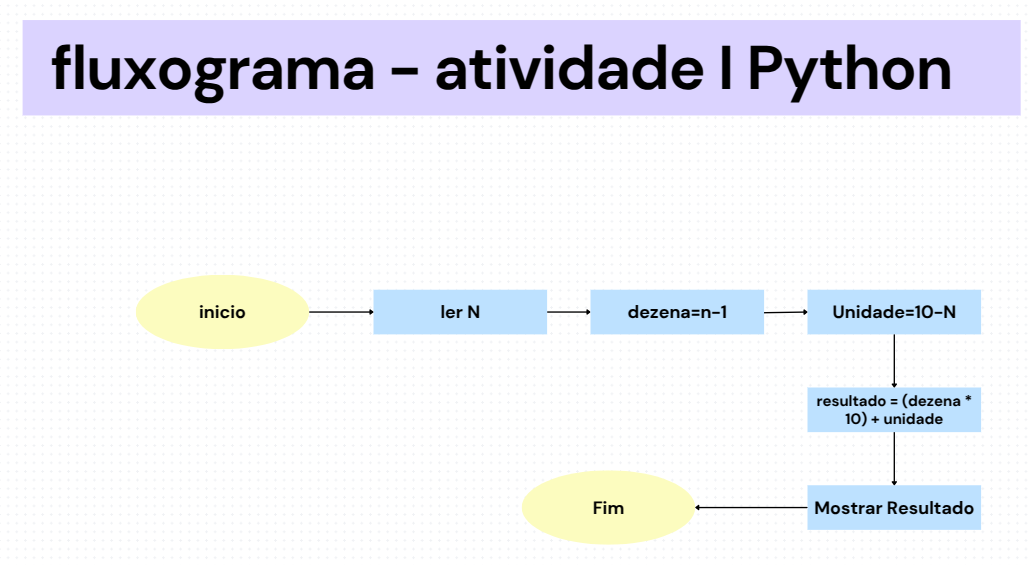 fluxograma - atividade I Python
inicio
ler N
dezena=n-1
Unidade=10-N
resultado = (dezena *
10) + unidade
Mostrar Resultado
Fim